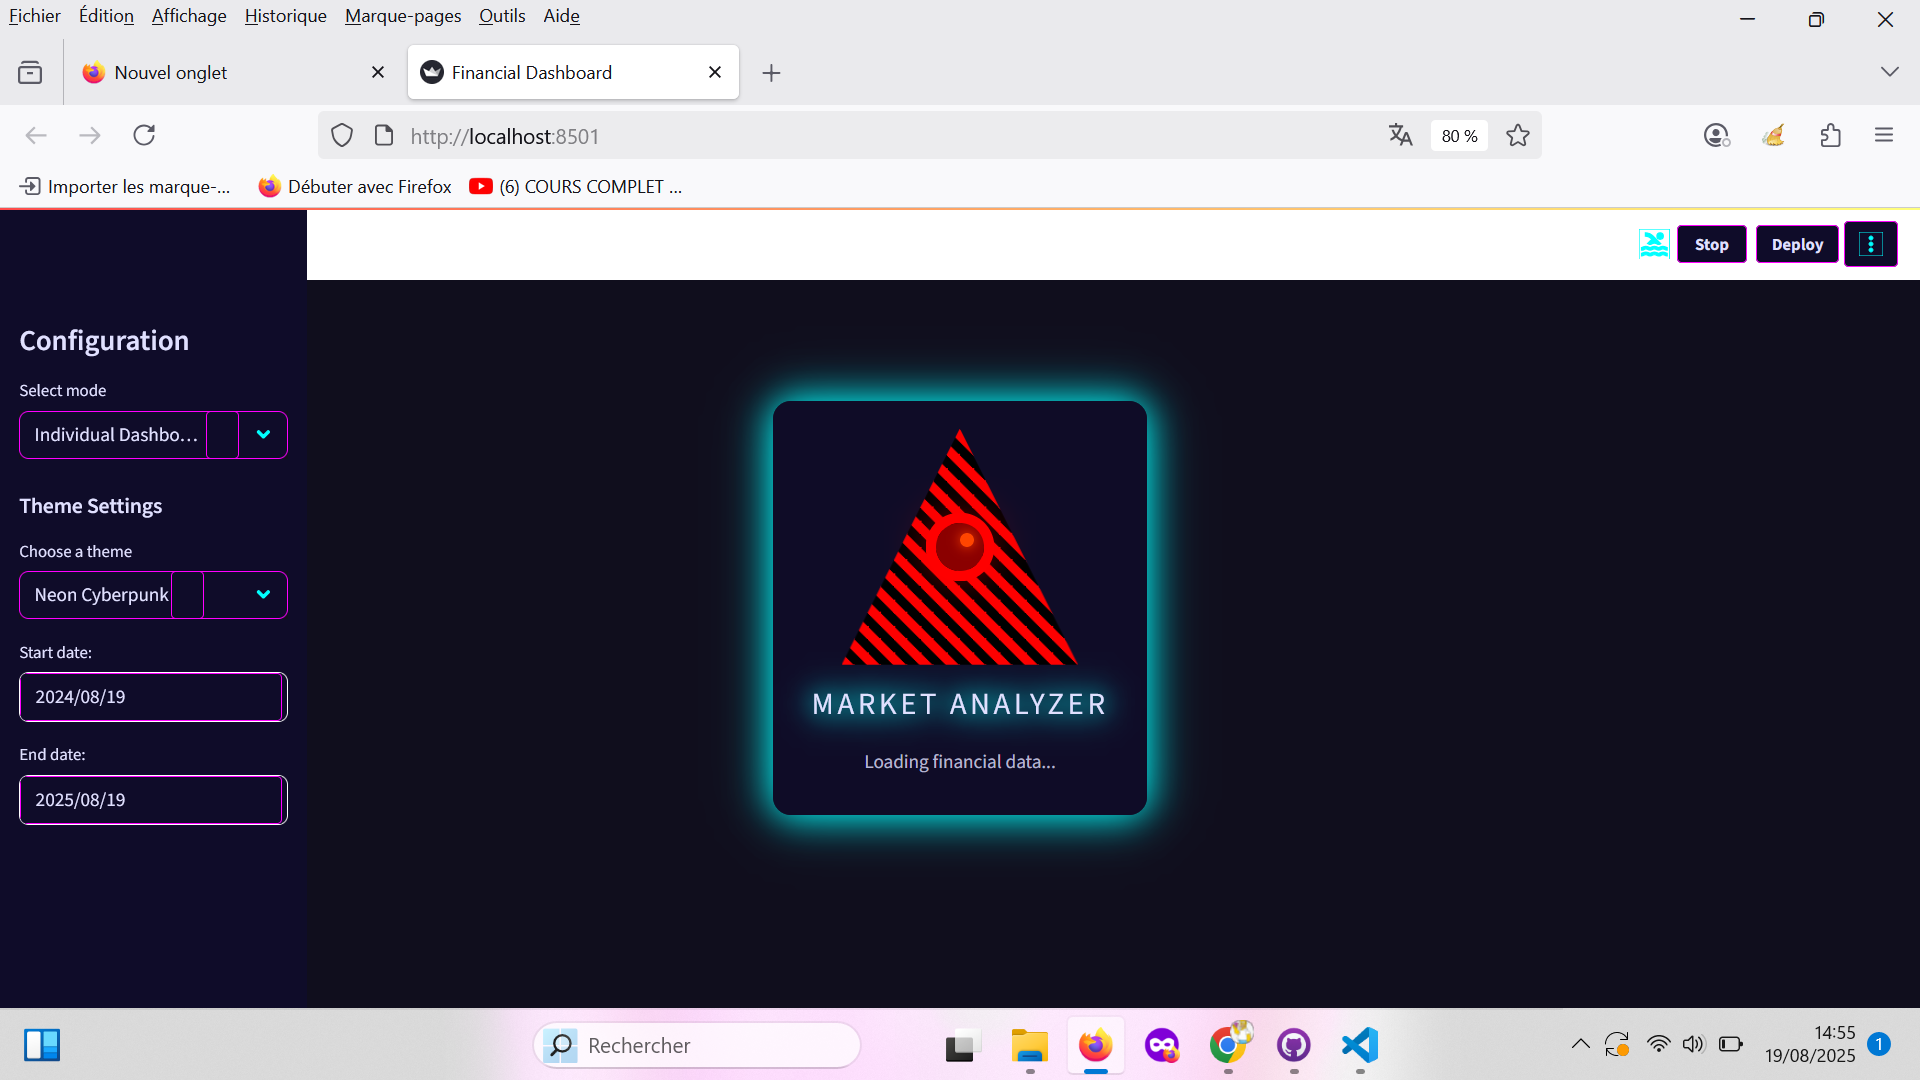 Fichier Édition Affichage Historique Marque-pages Outils Aide
Nouvel onglet
Financial Dashboard
http://localhost:8501
80 %
Importer les marque-...
Débuter avec Firefox
(6) COURS COMPLET ...
Stop
Deploy
Configuration
Select mode
Individual Dashbo...
Theme Settings
Choose a theme
Neon Cyberpunk
Start date:
2024/08/19
End date:
2025/08/19
MARKET ANALYZER
Loading financial data...
Rechercher
14:55
19/08/2025
1